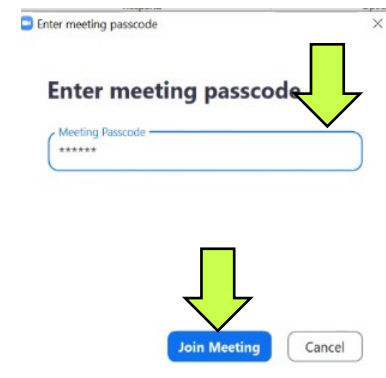 Enter meeting passcode
Enter meeting passcode
Meeting Passcode
******
Join Meeting
Cancel